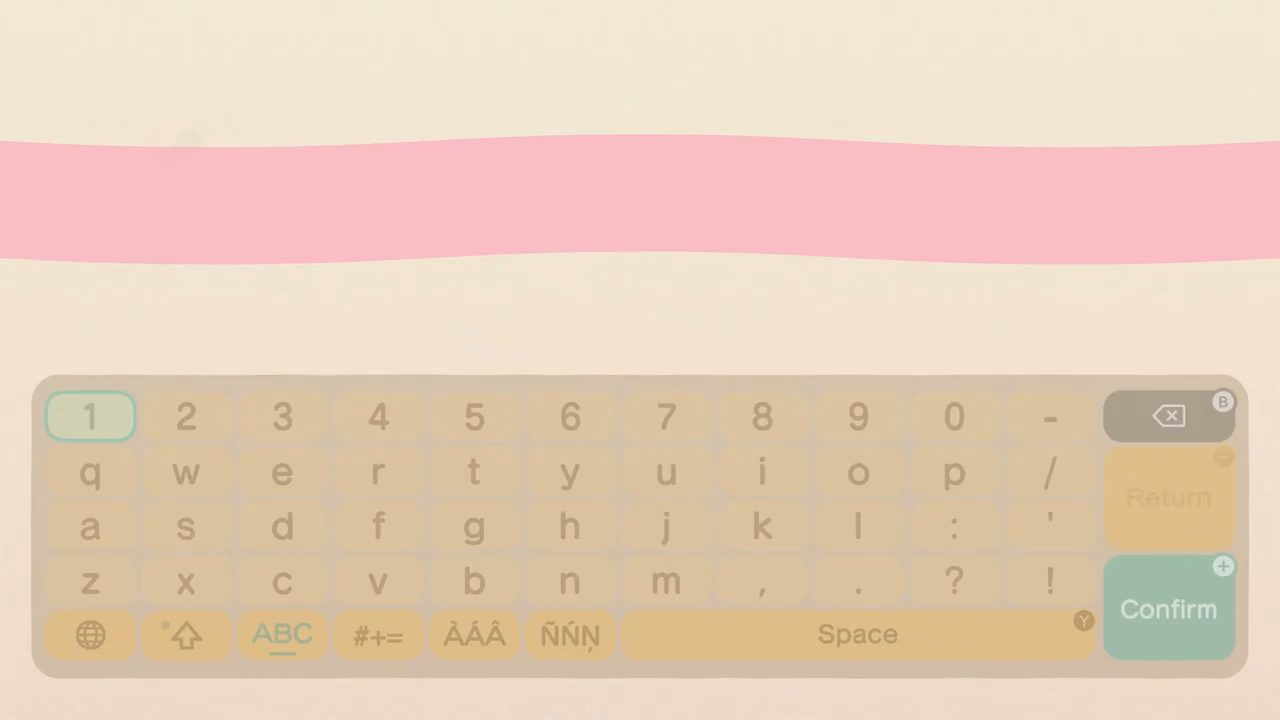 1 2 3 4 5 6 7 8 9 0 - B
q w e r t y u i o p /
Return
a s d f g h j k l : '
z x c v b n m , . ? !
Confirm
ABC #+= ÀÁÂ ÑŃŅ Space Y